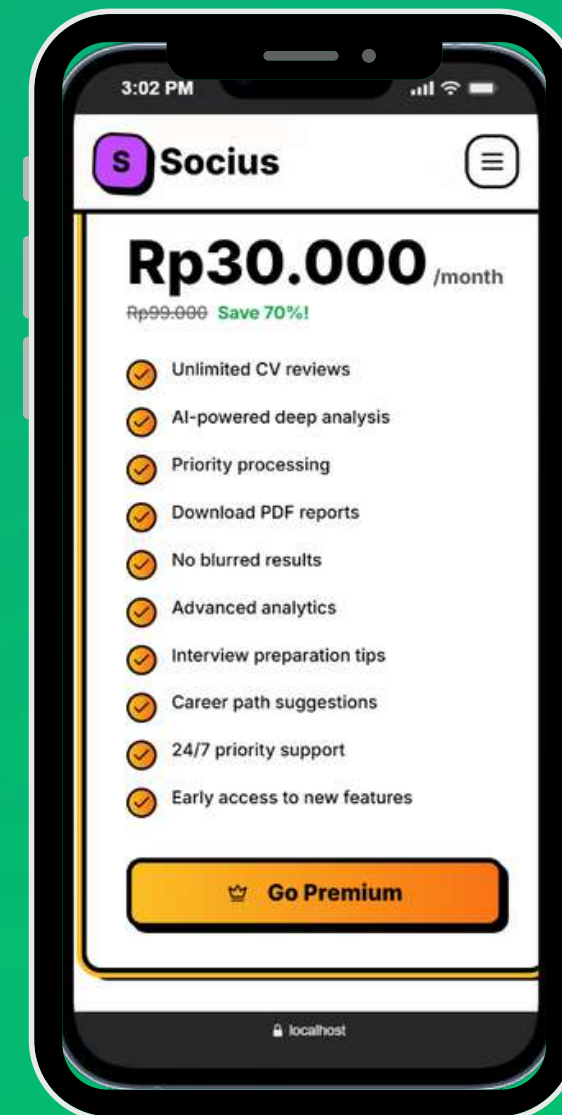 3:02 PM
S Socius
Rp30.000 /month
Rp99.000 Save 70%!
Unlimited CV reviews
AI-powered deep analysis
Priority processing
Download PDF reports
No blurred results
Advanced analytics
Interview preparation tips
Career path suggestions
24/7 priority support
Early access to new features
Go Premium
localhost